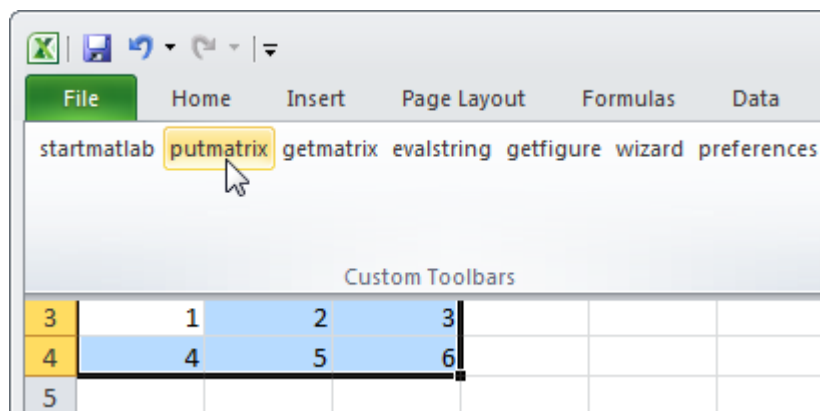 File Home Insert Page Layout Formulas Data
startmatlab putmatrix getmatrix evalstring getfigure wizard preferences
Custom Toolbars
3 1 2 3
4 4 5 6
5